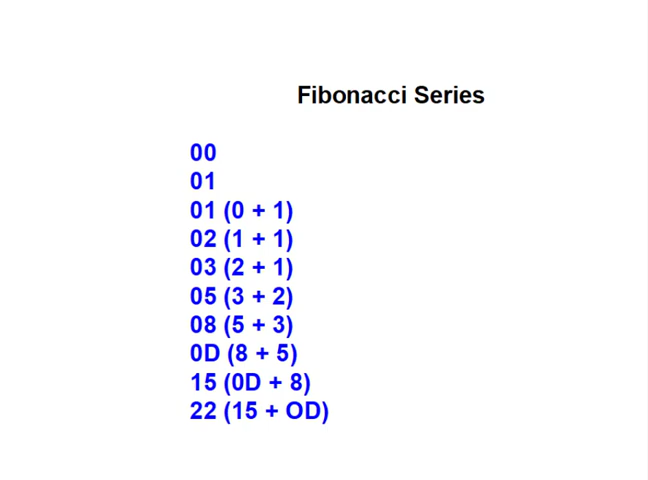 Fibonacci Series
00
01
01 (0 + 1)
02 (1 + 1)
03 (2 + 1)
05 (3 + 2)
08 (5 + 3)
0D (8 + 5)
15 (0D + 8)
22 (15 + OD)